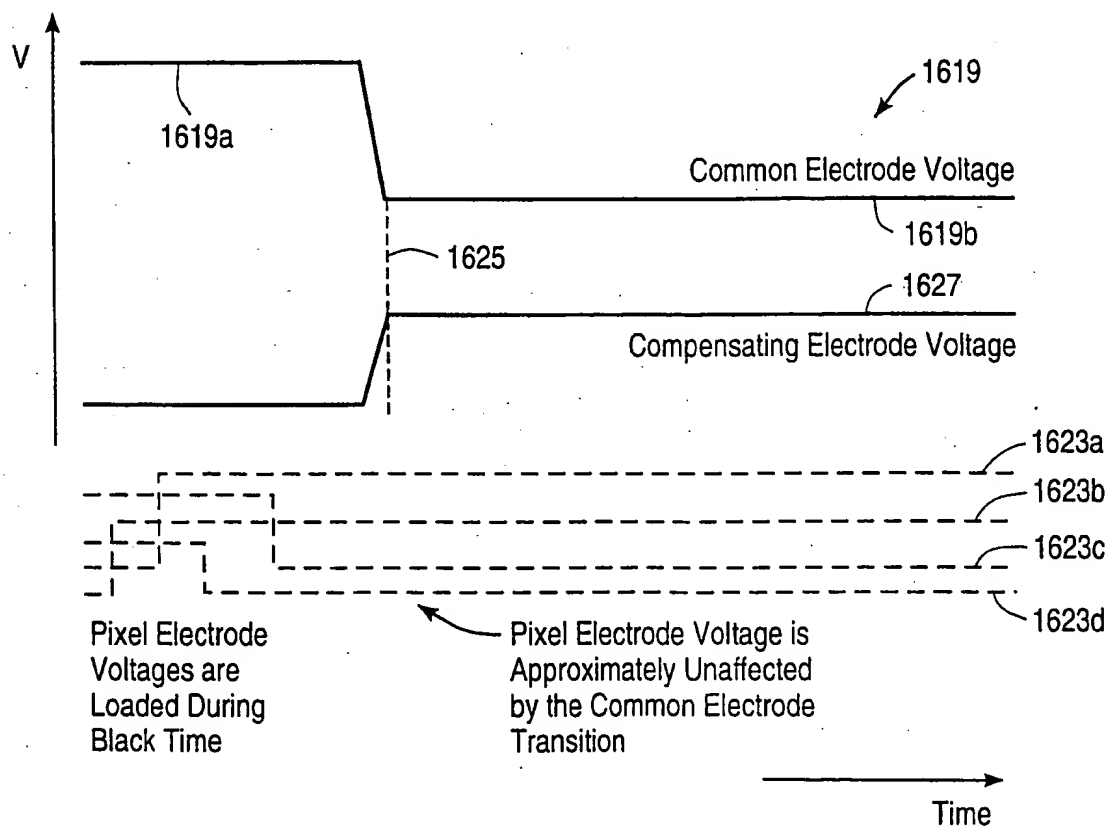 V
1619
1619a
Common Electrode Voltage
1619b
1625
1627
Compensating Electrode Voltage
1623a
1623b
1623c
1623d
Pixel Electrode
Voltages are
Loaded During
Black Time
Pixel Electrode Voltage is
Approximately Unaffected
by the Common Electrode
Transition
Time